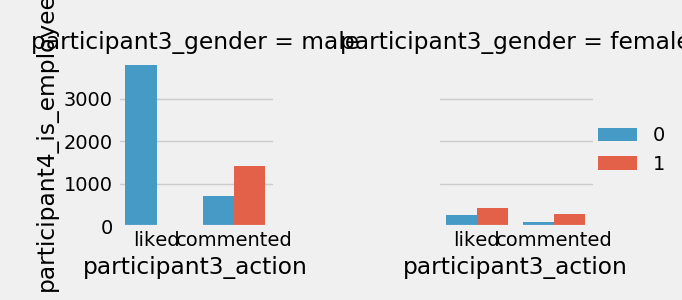 participant3_gender = male
participant3_gender = female
participant4_is_employee
3000
2000
1000
0
liked
commented
liked
commented
participant3_action
participant3_action
0
1